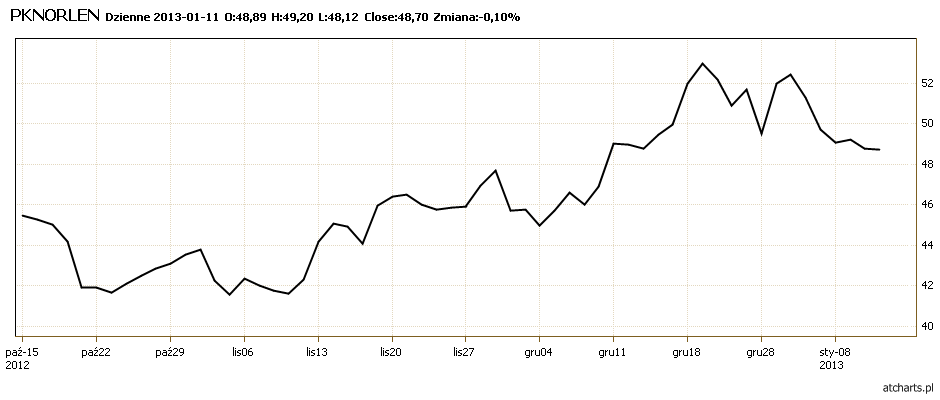 PKNORLEN Dzienne 2013-01-11 O:48,89 H:49,20 L:48,12 Close:48,70 Zmiana:-0,10%
52
50
48
46
44
42
40
paź-15 paź22 paź29 lis06 lis13 lis20 lis27 gru04 gru11 gru18 gru28 sty-08
2012 2013
atcharts.pl